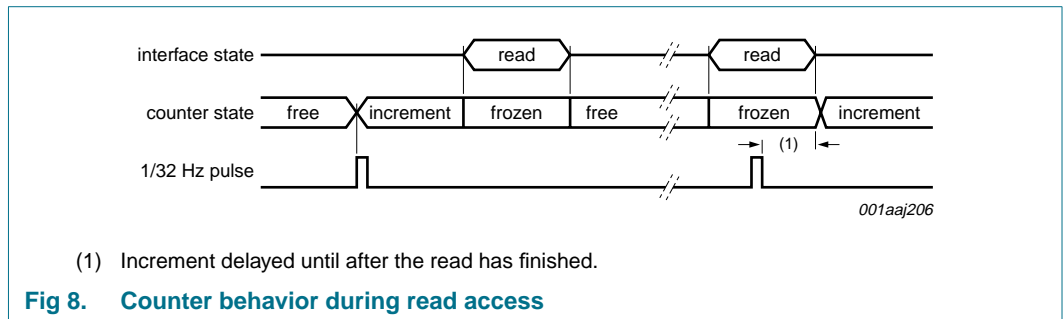 interface state read read
counter state free increment frozen free frozen increment
(1)
1/32 Hz pulse
001aaj206
(1) Increment delayed until after the read has finished.
Fig 8. Counter behavior during read access